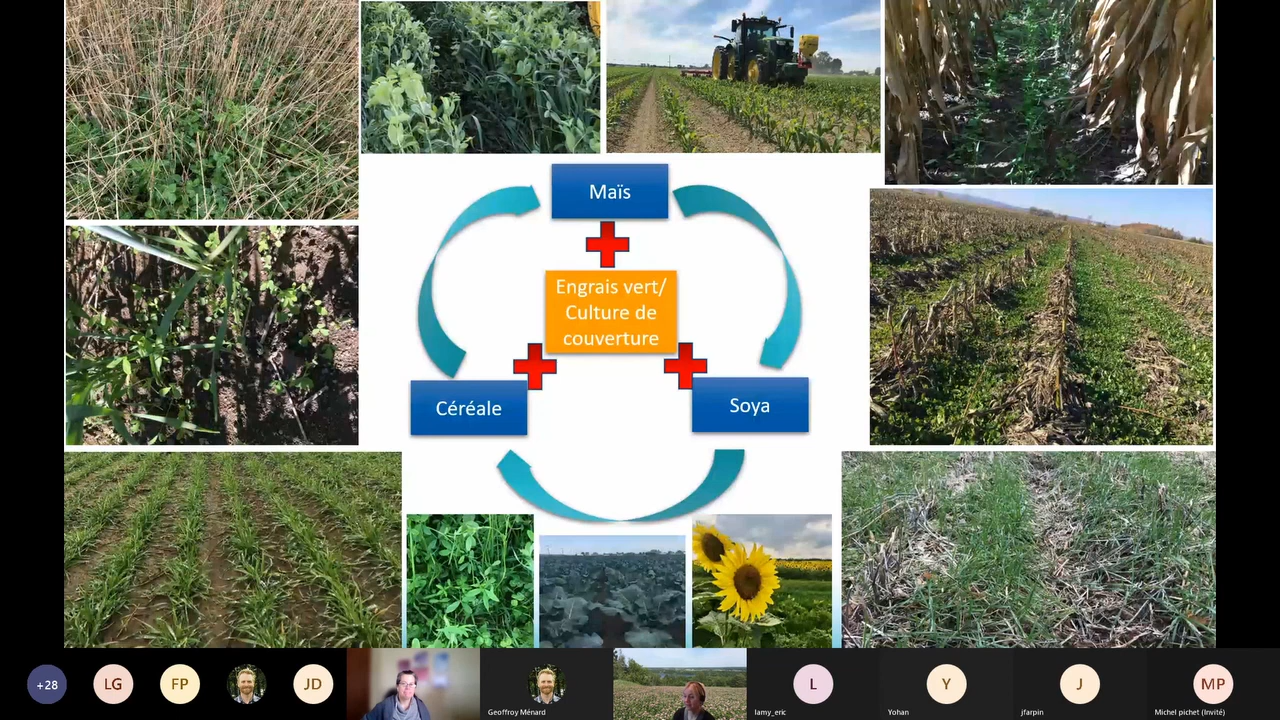 Maïs
Engrais vert/
Culture de
couverture
Céréale
Soya
+28
LG
FP
JD
Geoffroy Ménard
L
lamy_eric
Y
Yohan
J
jfarpin
MP
Michel pichet (Invité)